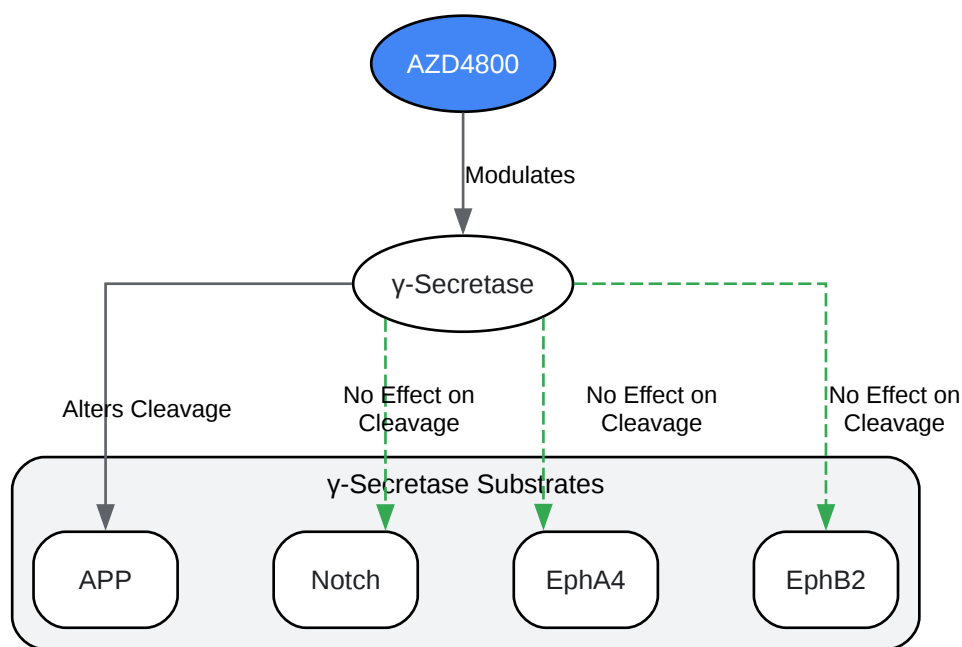 AZD4800
Modulates
γ-Secretase
Alters Cleavage
No Effect on
Cleavage
No Effect on
Cleavage
No Effect on
Cleavage
γ-Secretase Substrates
APP
Notch
EphA4
EphB2